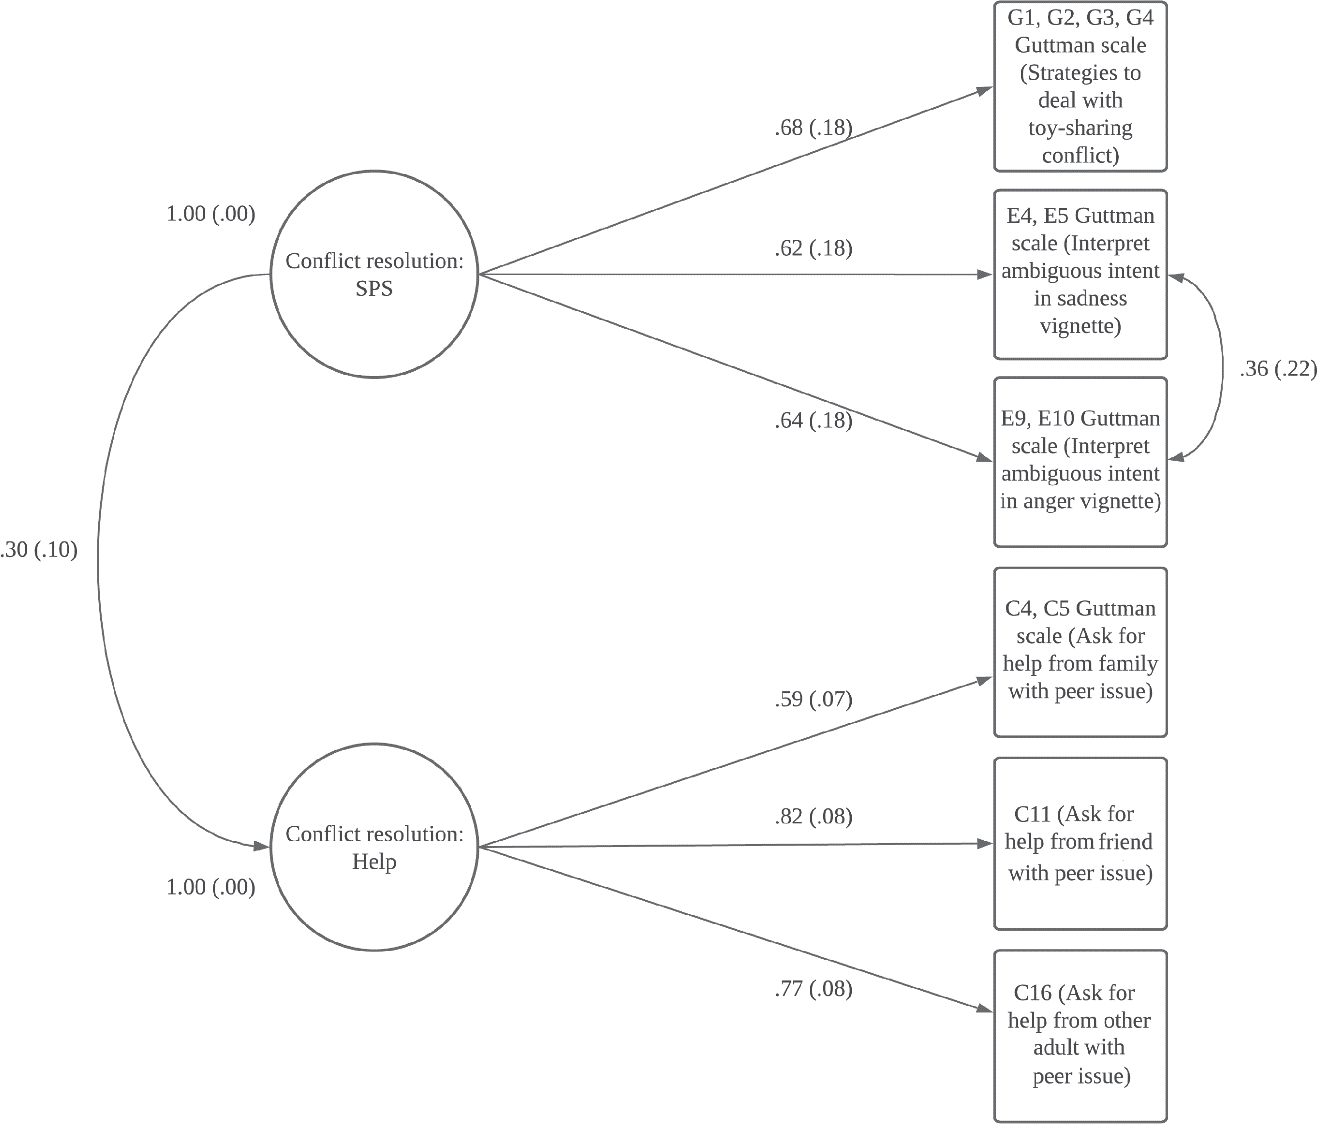 G1, G2, G3, G4
Guttman scale
(Strategies to
deal with
toy-sharing
conflict)
.68 (.18)
1.00 (.00)
Conflict resolution:
SPS
.62 (.18)
E4, E5 Guttman
scale (Interpret
ambiguous intent
in sadness
vignette)
.36 (.22)
.64 (.18)
E9, E10 Guttman
scale (Interpret
ambiguous intent
in anger vignette)
.30 (.10)
C4, C5 Guttman
scale (Ask for
help from family
with peer issue)
.59 (.07)
.82 (.08)
Conflict resolution:
Help
1.00 (.00)
C11 (Ask for
help from friend
with peer issue)
.77 (.08)
C16 (Ask for
help from other
adult with
peer issue)